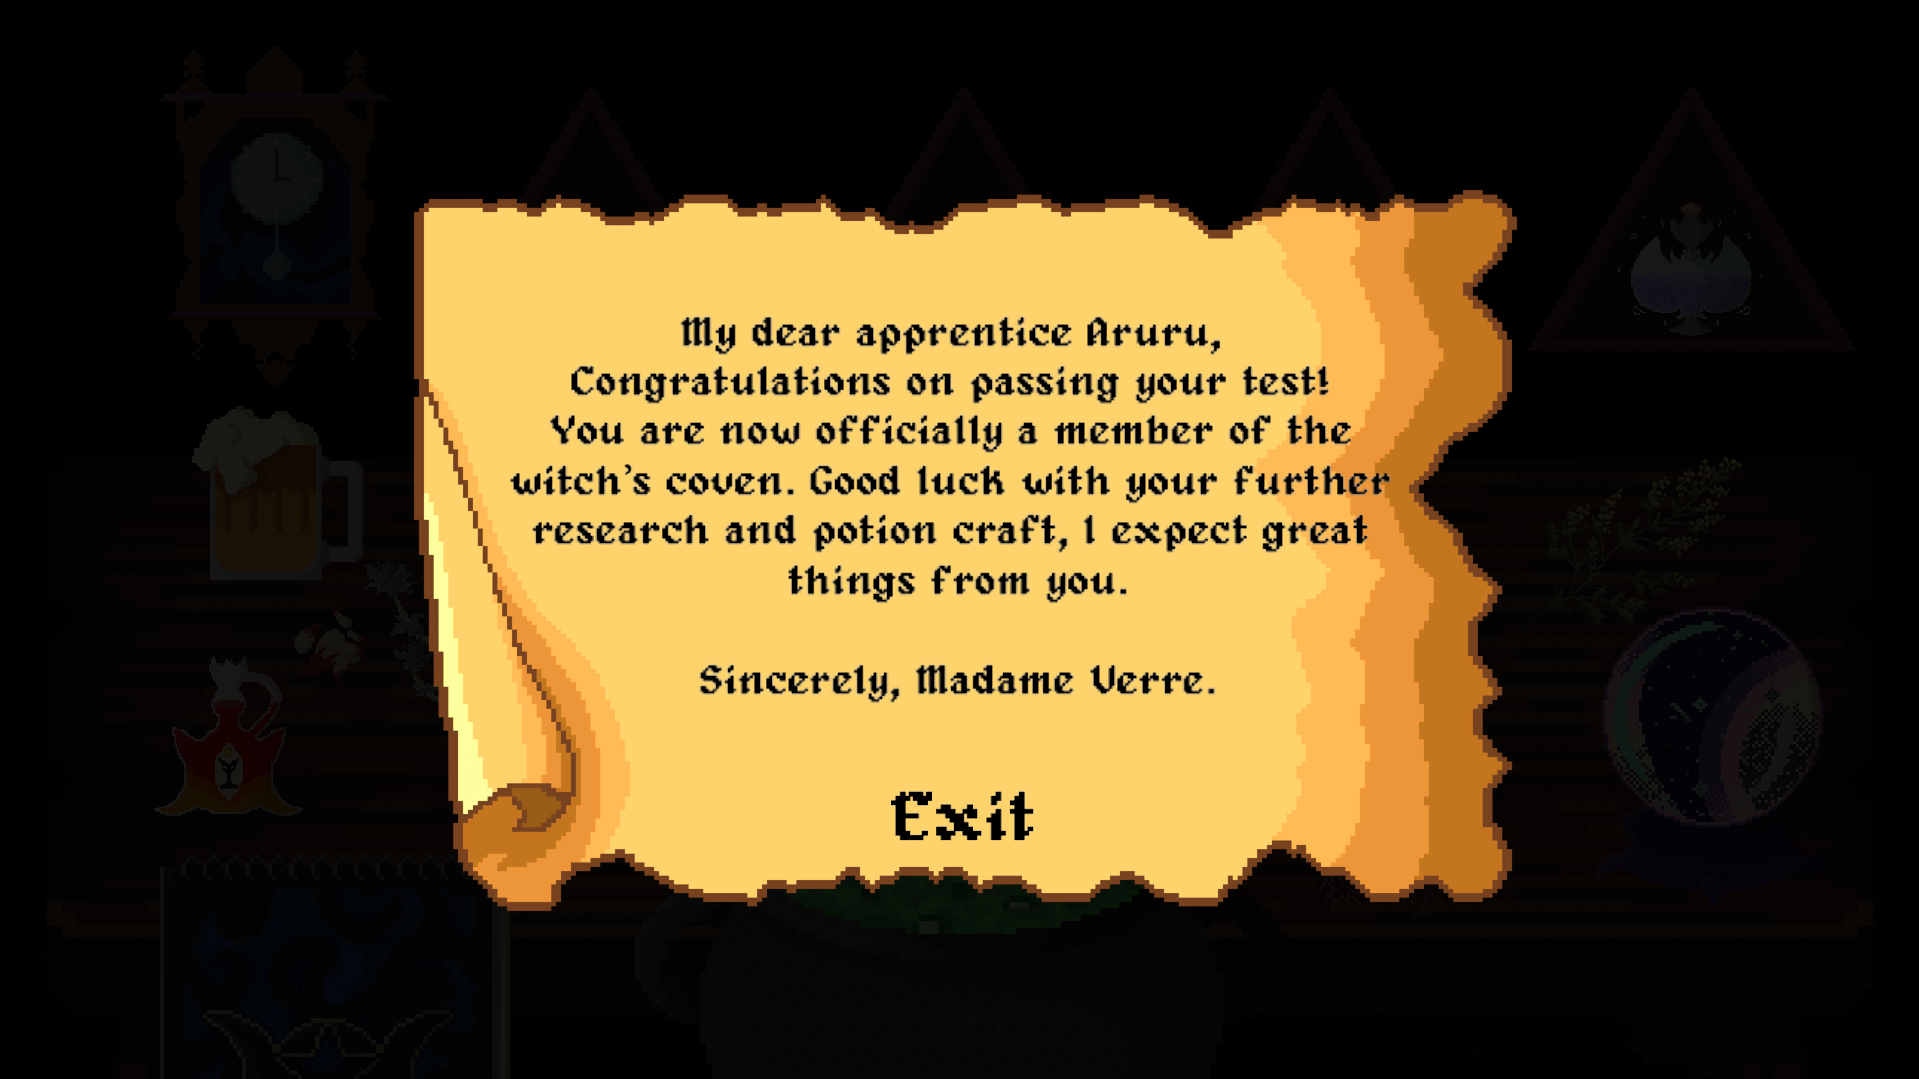 My dear apprentice Aruru,
Congratulations on passing your test!
You are now officially a member of the
witch's coven. Good luck with your further
research and potion craft, I expect great
things from you.
Sincerely, Madame Verre.
Exit